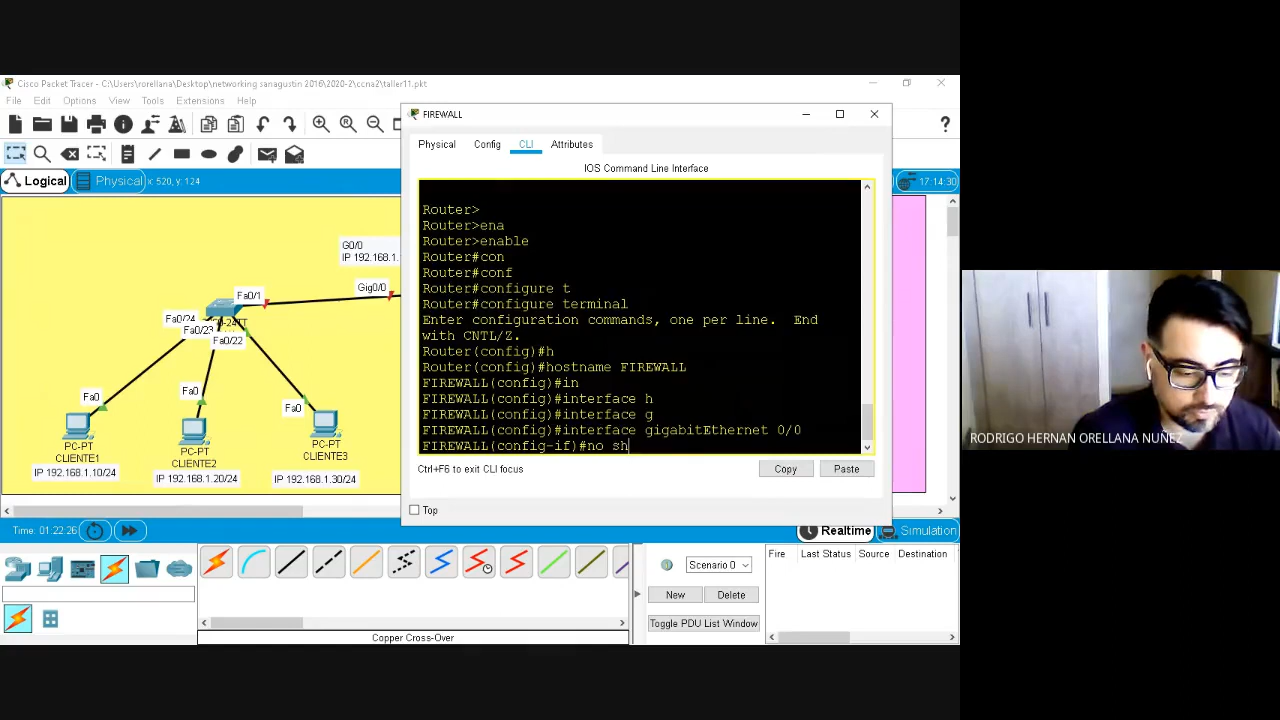 Cisco Packet Tracer - C:\Users\rorellana\Desktop\networking sanagustin 2016\2020-2\ccna2\taller11.pkt
File Edit Options View Tools Extensions Help
Logical
Physical
x: 520, y: 124
17:14:30
G0/0
IP 192.168.1.
Gig0/0
Fa0/1
Fa0/24
Fa0/23
Fa0/22
Fa0
Fa0
Fa0
PC-PT
CLIENTE1
IP 192.168.1.10/24
PC-PT
CLIENTE2
IP 192.168.1.20/24
PC-PT
CLIENTE3
IP 192.168.1.30/24
FIREWALL
Physical Config CLI Attributes
IOS Command Line Interface
Router>
Router>ena
Router>enable
Router#con
Router#conf
Router#configure t
Router#configure terminal
Enter configuration commands, one per line.  End
with CNTL/Z.
Router(config)#h
Router(config)#hostname FIREWALL
FIREWALL(config)#in
FIREWALL(config)#interface h
FIREWALL(config)#interface g
FIREWALL(config)#interface gigabitEthernet 0/0
FIREWALL(config-if)#no sh
Ctrl+F6 to exit CLI focus
Copy
Paste
Top
Time: 01:22:26
Realtime
Simulation
Scenario 0
New
Delete
Toggle PDU List Window
Fire Last Status Source Destination
Copper Cross-Over
RODRIGO HERNAN ORELLANA NUÑEZ